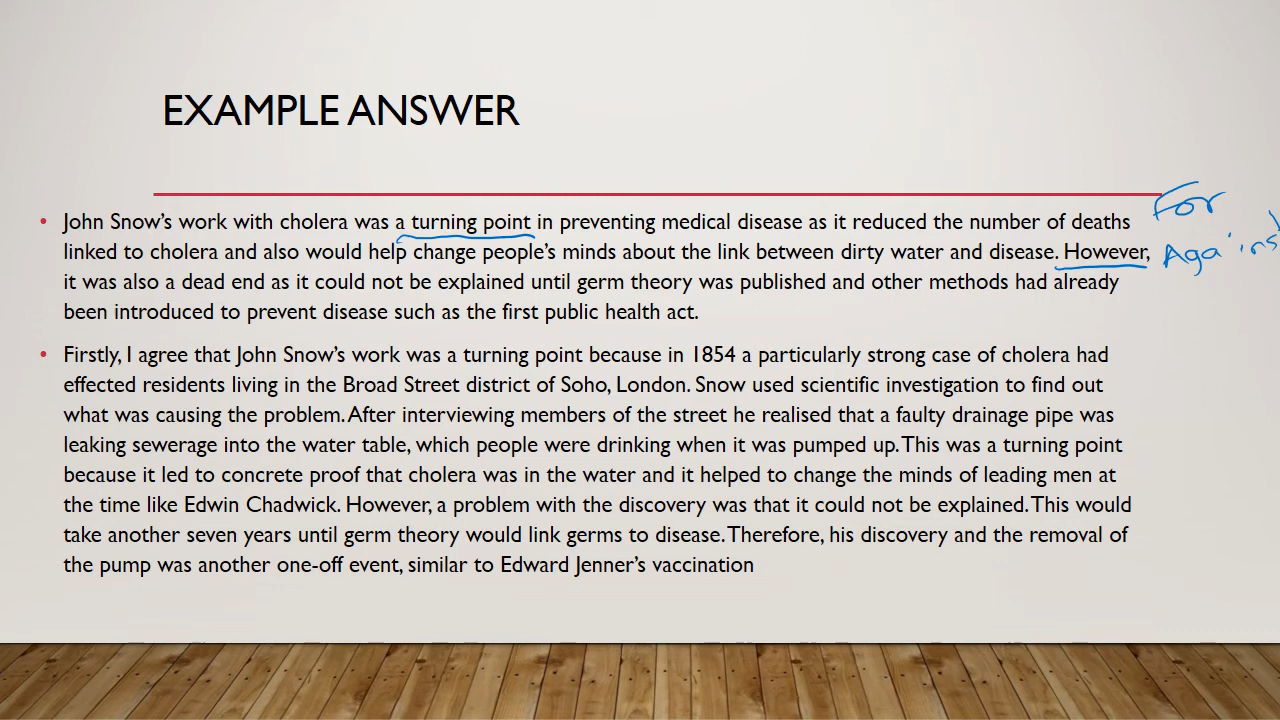 EXAMPLE ANSWER
For
• John Snow's work with cholera was a turning point in preventing medical disease as it reduced the number of deaths
linked to cholera and also would help change people's minds about the link between dirty water and disease. However,
Against
it was also a dead end as it could not be explained until germ theory was published and other methods had already
been introduced to prevent disease such as the first public health act.
• Firstly, I agree that John Snow's work was a turning point because in 1854 a particularly strong case of cholera had
effected residents living in the Broad Street district of Soho, London. Snow used scientific investigation to find out
what was causing the problem. After interviewing members of the street he realised that a faulty drainage pipe was
leaking sewerage into the water table, which people were drinking when it was pumped up. This was a turning point
because it led to concrete proof that cholera was in the water and it helped to change the minds of leading men at
the time like Edwin Chadwick. However, a problem with the discovery was that it could not be explained. This would
take another seven years until germ theory would link germs to disease. Therefore, his discovery and the removal of
the pump was another one-off event, similar to Edward Jenner's vaccination